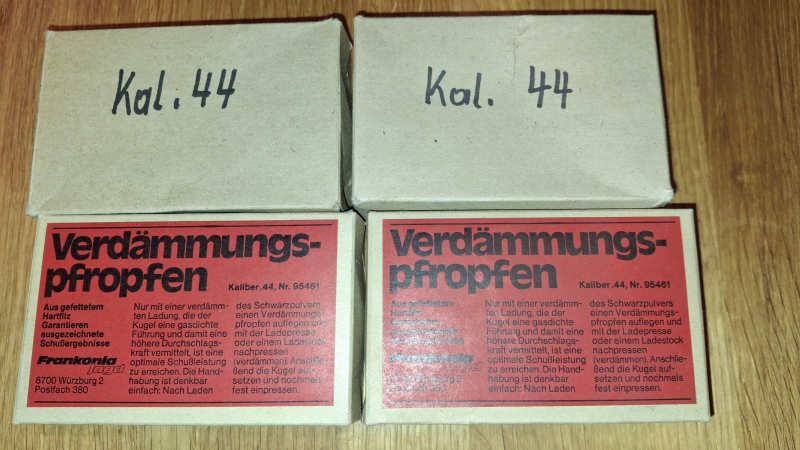 Kal. 44
Kal. 44
Verdämmungs-
pfropfen
Kaliber .44, Nr. 95461
Aus gefettetem
Hartfilz
Garantieren
ausgezeichnete
Schußergebnisse
Frankonia
Jagd
8700 Würzburg 2
Postfach 380
Nur mit einer verdämm-
ten Ladung, die der
Kugel eine gasdichte
Führung und damit eine
höhere Durchschlags-
kraft vermittelt, ist eine
optimale Schußleistung
zu erreichen. Die Hand-
habung ist denkbar
einfach: Nach Laden
des Schwarzpulvers
einen Verdämmungs-
pfropfen auflegen und
mit der Ladepresse
oder einem Ladestock
nachpressen
(verdämmen). Anschlie-
ßend die Kugel auf-
setzen und nochmals
fest einpressen.
Verdämmungs-
pfropfen
Kaliber .44, Nr. 95461
Aus gefettetem
Hartfilz
Nur mit einer verdämm-
ten Ladung, die der
Kugel eine gasdichte
Führung und damit eine
höhere Durchschlags-
kraft vermittelt, ist eine
optimale Schußleistung
zu erreichen. Die Hand-
habung ist denkbar
einfach: Nach Laden
des Schwarzpulvers
einen Verdämmungs-
pfropfen auflegen und
mit der Ladepresse
oder einem Ladestock
nachpressen
(verdämmen). Anschlie-
ßend die Kugel auf-
setzen und nochmals
fest einpressen.